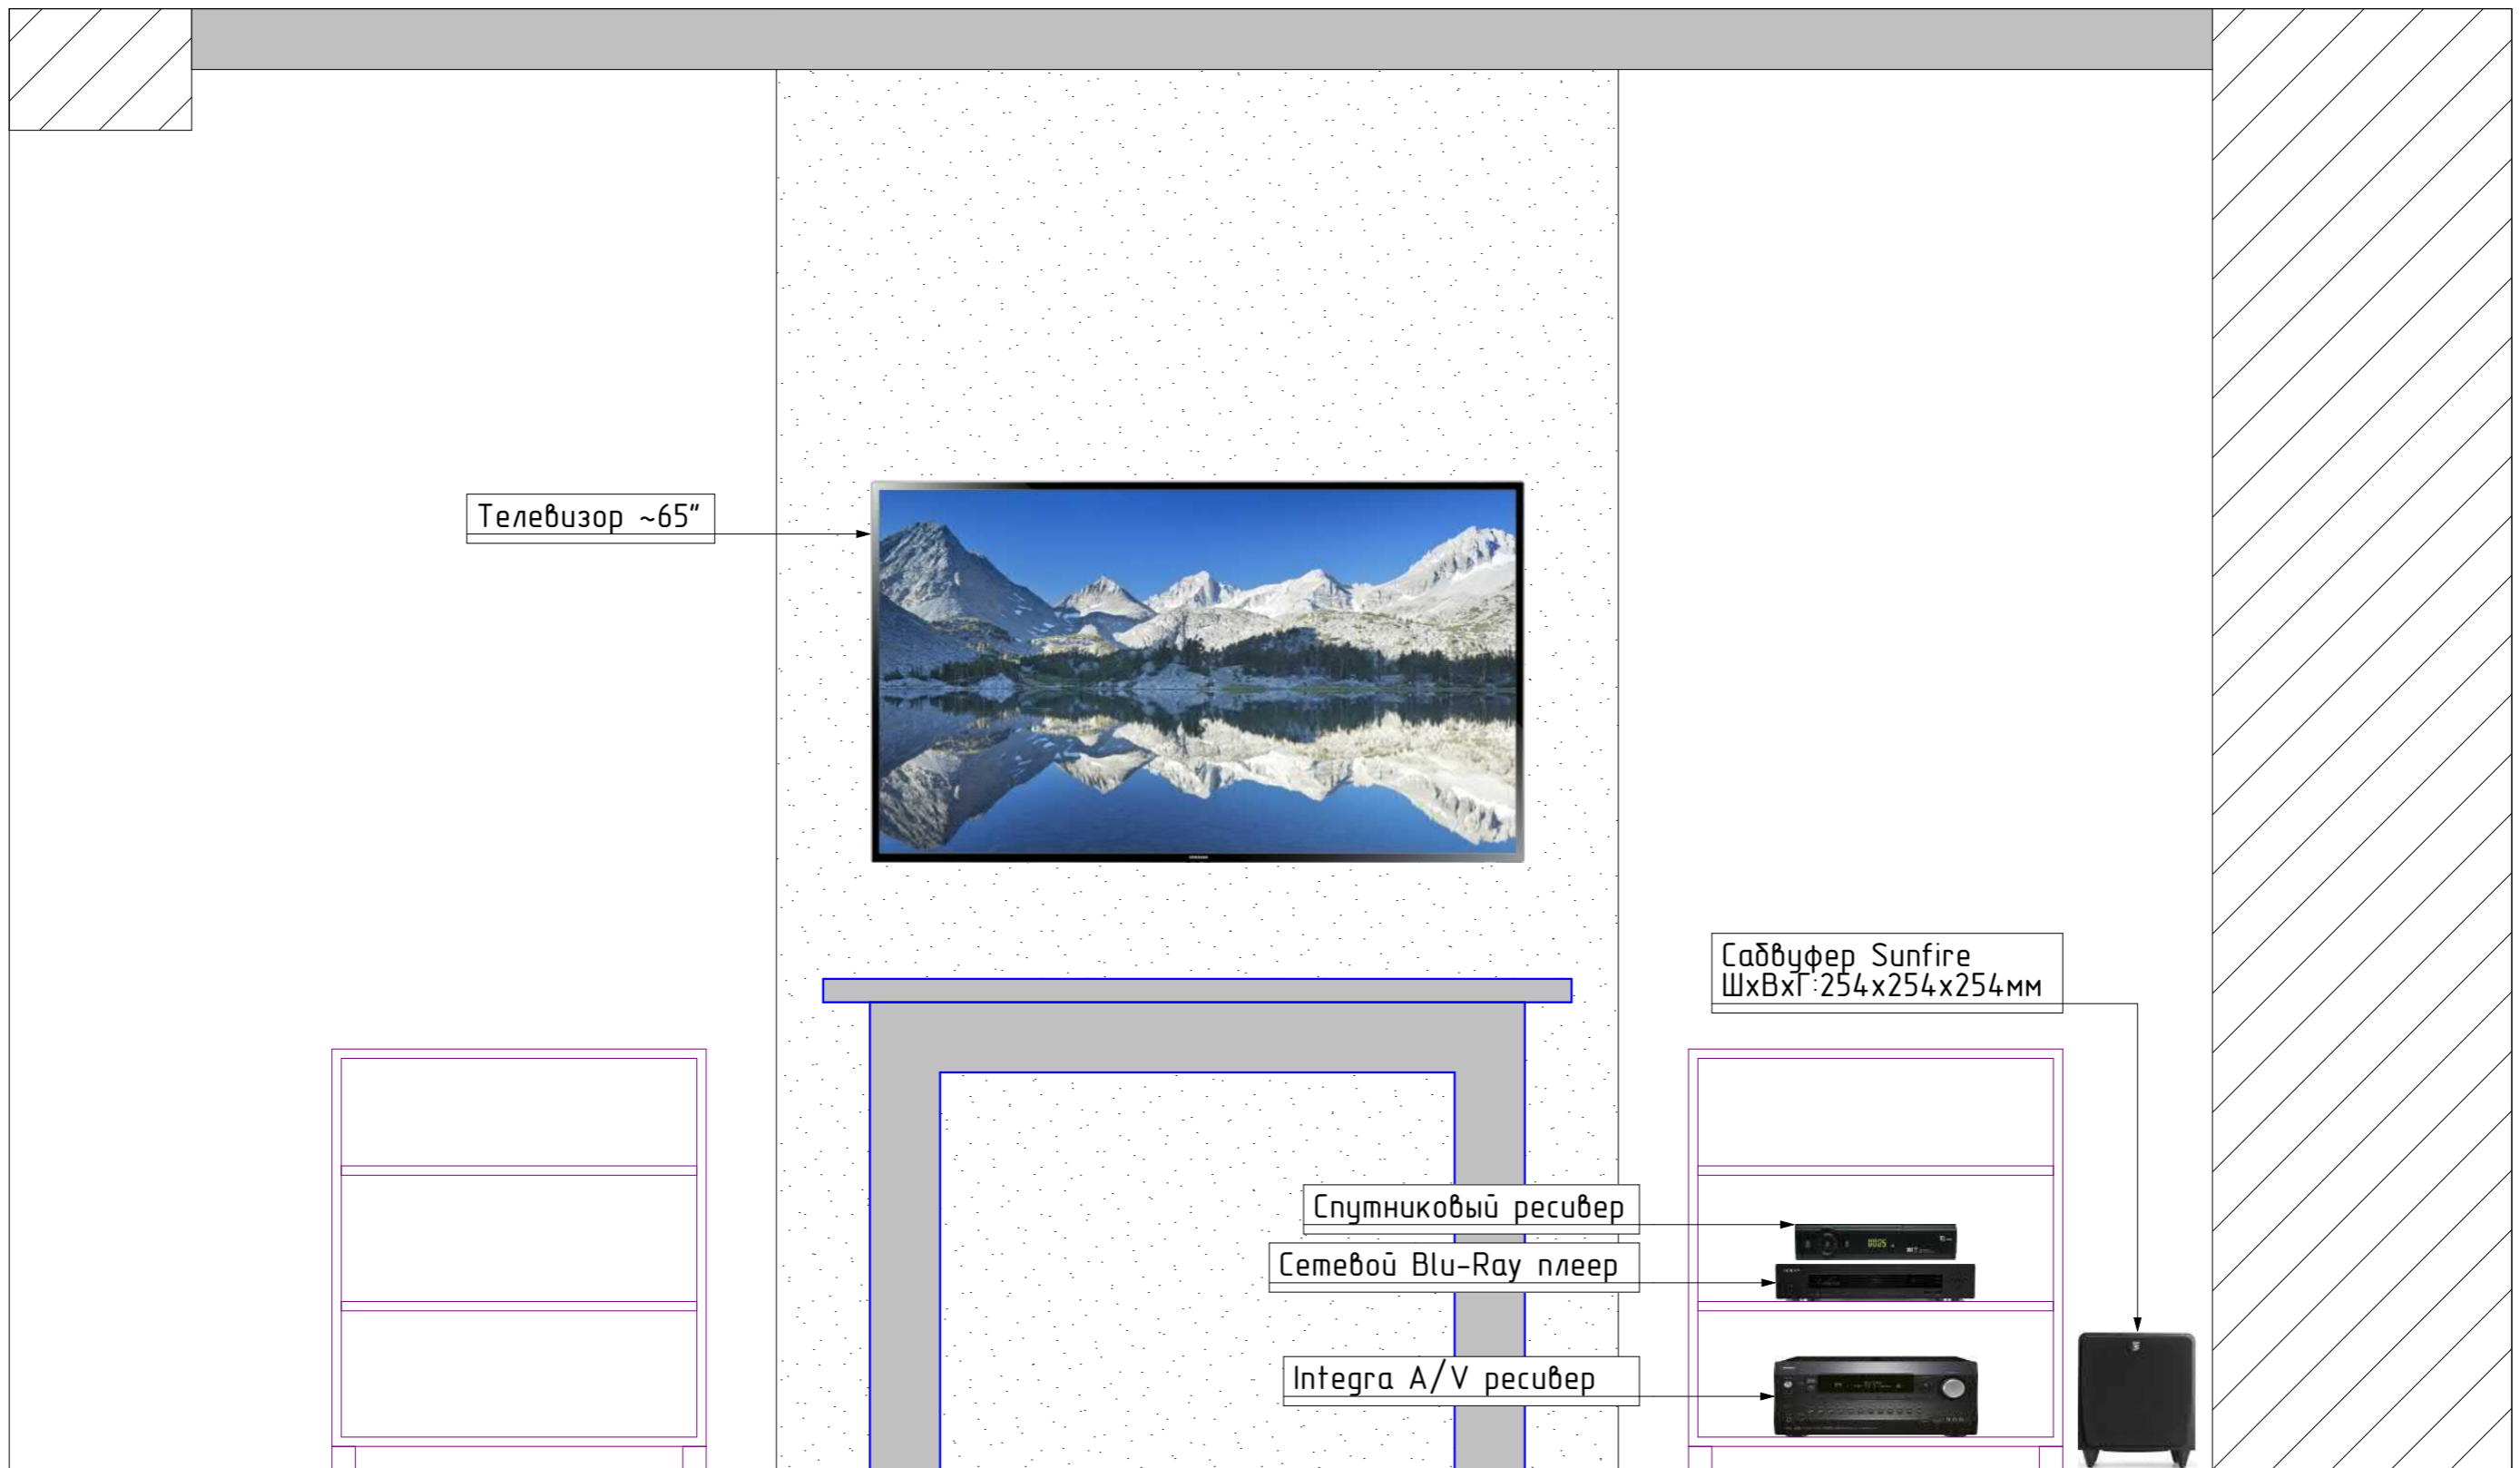 Телевизор ~65"
Сабвуфер Sunfire
ШхВхГ:254х254х254мм
Спутниковый ресивер
Сетевой Blu-Ray плеер
Integra A/V ресивер